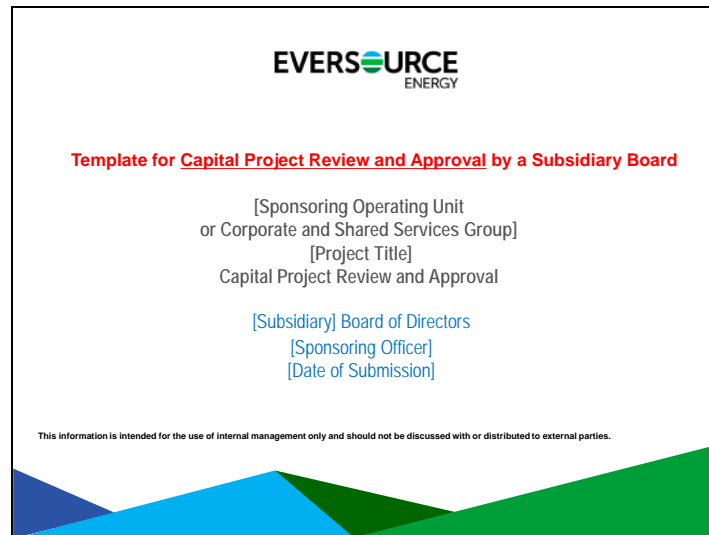 EVERSOURCE
ENERGY
Template for Capital Project Review and Approval by a Subsidiary Board
[Sponsoring Operating Unit
or Corporate and Shared Services Group]
[Project Title]
Capital Project Review and Approval
[Subsidiary] Board of Directors
[Sponsoring Officer]
[Date of Submission]
This information is intended for the use of internal management only and should not be discussed with or distributed to external parties.